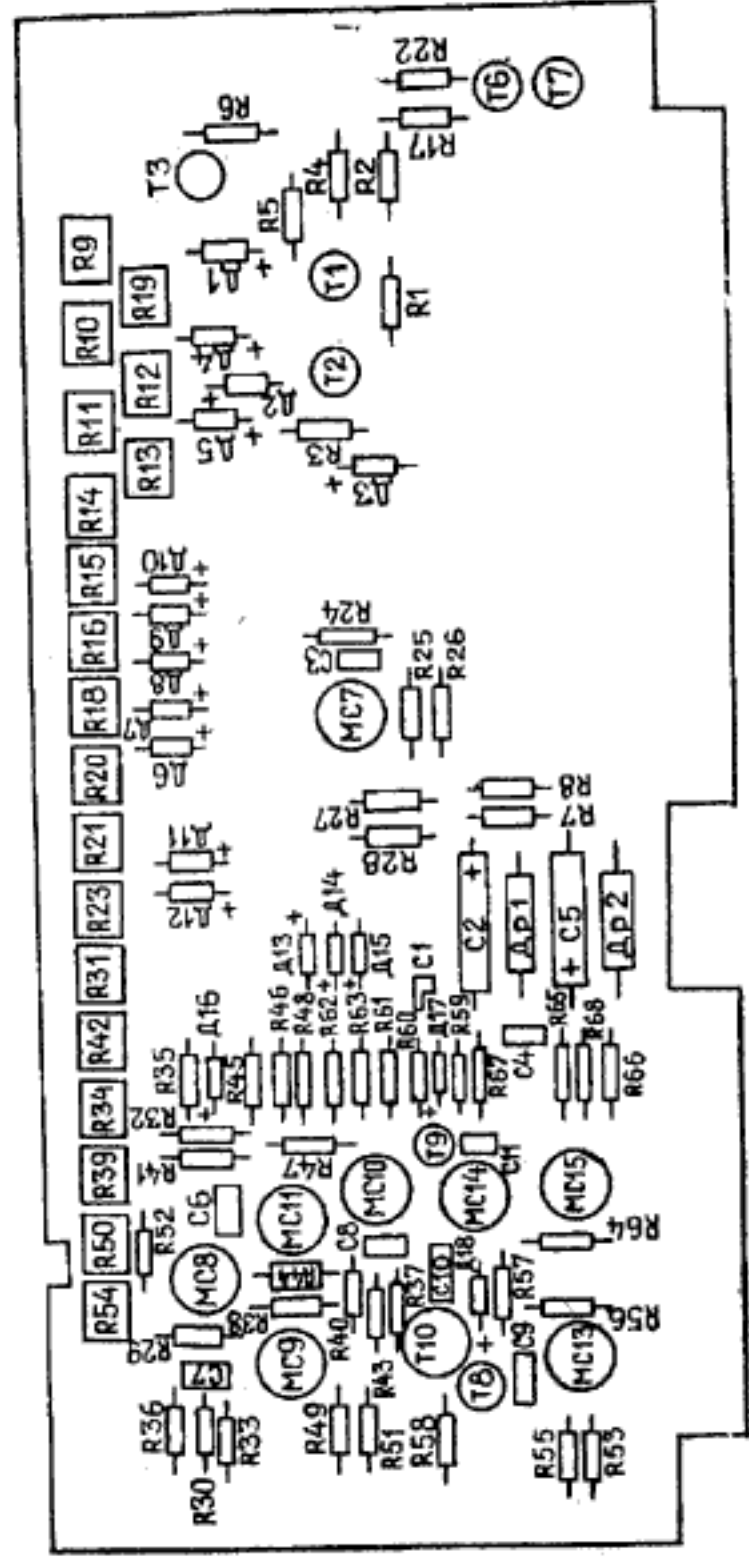 R22
T6
T7
R17
R6
T3
R4
R2
R5
R9
Д1
T1
R19
R1
R10
Д4
T2
R12
Д2
R11
Д5
R3
R13
Д3
R14
Д10
R15
Д9
R24
R16
C3
Д8
R25
R26
R18
Д7
MC7
Д6
R20
R8
R27
R7
R21
Д11
R28
Д12
R23
Д14
C2
Др1
C5
Др2
Д13
Д15
C1
R31
Д16
R46
R48
R62
R63
R61
R60
Д17
R59
R65
R68
R42
R35
R45
R67
C4
R66
R34
R32
T9
R41
R47
C11
R39
MC10
MC14
MC15
C6
MC11
R50
R52
C8
R64
MC8
R44
C10
Д18
R57
R54
R38
R40
R37
R29
R43
T10
R56
C7
MC9
T8
C9
MC13
R36
R49
R51
R58
R33
R30
R55
R53